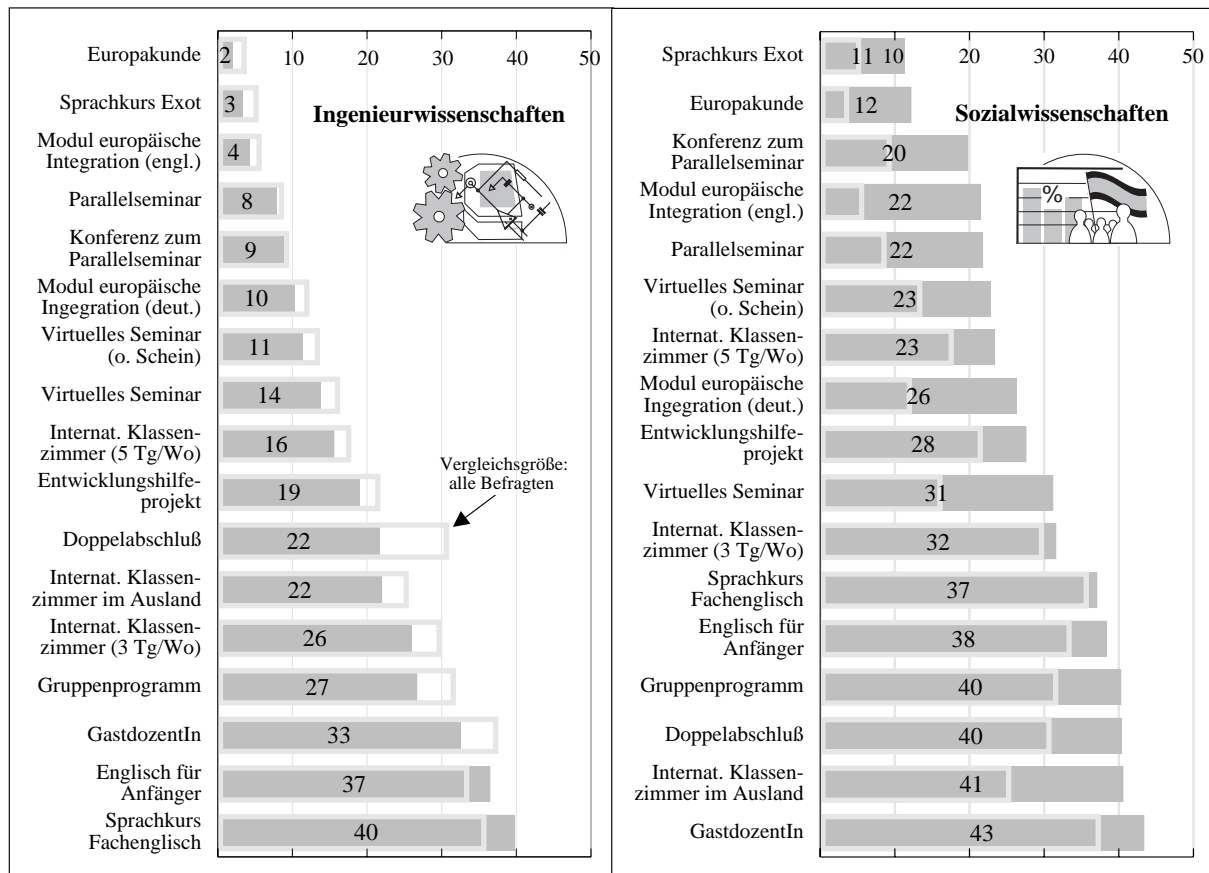 0
10
20
30
40
50
Ingenieurwissenschaften
Europakunde
2
Sprachkurs Exot
3
Modul europäische
Integration (engl.)
4
Parallelseminar
8
Konferenz zum
Parallelseminar
9
Modul europäische
Ingegration (deut.)
10
Virtuelles Seminar
(o. Schein)
11
Virtuelles Seminar
14
Internat. Klassen-
zimmer (5 Tg/Wo)
16
Entwicklungshilfe-
projekt
19
Vergleichsgröße:
alle Befragten
Doppelabschluß
22
Internat. Klassen-
zimmer im Ausland
22
Internat. Klassen-
zimmer (3 Tg/Wo)
26
Gruppenprogramm
27
GastdozentIn
33
Englisch für
Anfänger
37
Sprachkurs
Fachenglisch
40
0
10
20
30
40
50
Sozialwissenschaften
%
Sprachkurs Exot
11
Europakunde
12
Konferenz zum
Parallelseminar
20
Modul europäische
Integration (engl.)
22
Parallelseminar
22
Virtuelles Seminar
(o. Schein)
23
Internat. Klassen-
zimmer (5 Tg/Wo)
23
Modul europäische
Ingegration (deut.)
26
Entwicklungshilfe-
projekt
28
Virtuelles Seminar
31
Internat. Klassen-
zimmer (3 Tg/Wo)
32
Sprachkurs
Fachenglisch
37
Englisch für
Anfänger
38
Gruppenprogramm
40
Doppelabschluß
40
Internat. Klassen-
zimmer im Ausland
41
GastdozentIn
43